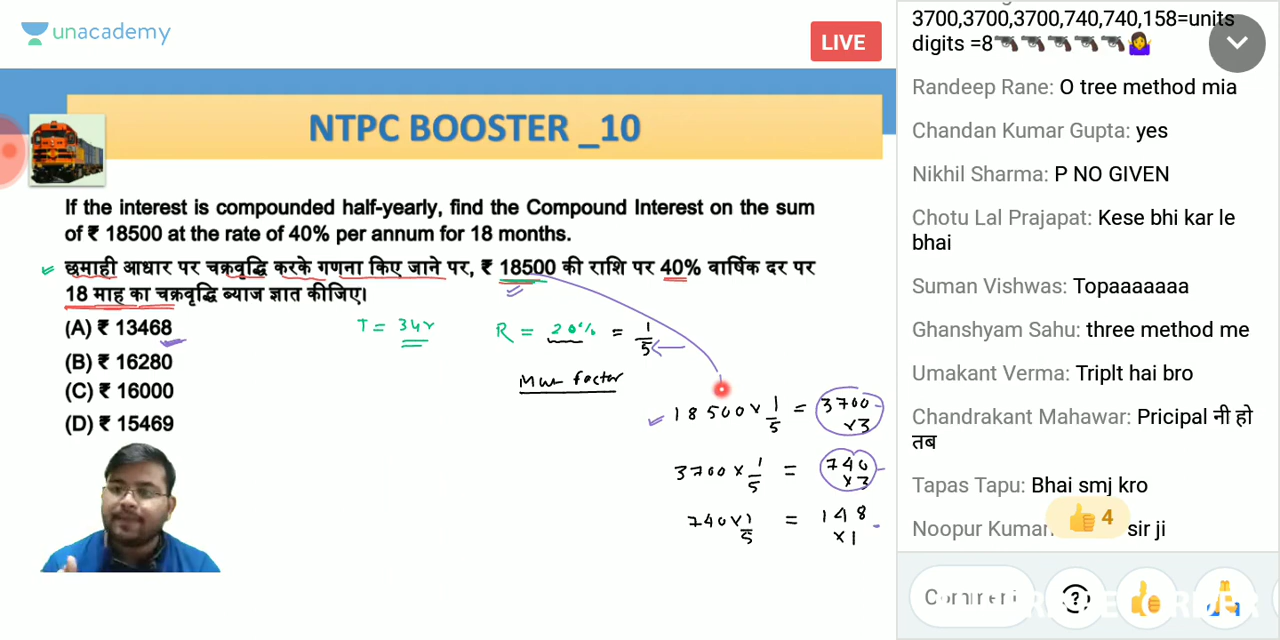 unacademy
LIVE
NTPC BOOSTER _10
If the interest is compounded half-yearly, find the Compound Interest on the sum
of ₹ 18500 at the rate of 40% per annum for 18 months.
छमाही आधार पर चक्रवृद्धि करके गणना किए जाने पर, ₹ 18500 की राशि पर 40% वार्षिक दर पर
18 माह का चक्रवृद्धि ब्याज ज्ञात कीजिए।
(A) ₹ 13468
(B) ₹ 16280
(C) ₹ 16000
(D) ₹ 15469
T = 3yr
R = 20% = 1/5
factor
18500 × 1/5 = 3700
×3
3700 × 1/5 = 740
×3
740 × 1/5 = 148
×1
3700,3700,3700,740,740,158=units
digits =8🔫🔫🔫🔫🔫🤷‍♀️
Randeep Rane: O tree method mia
Chandan Kumar Gupta: yes
Nikhil Sharma: P NO GIVEN
Chotu Lal Prajapat: Kese bhi kar le
bhai
Suman Vishwas: Topaaaaaaa
Ghanshyam Sahu: three method me
Umakant Verma: Triplt hai bro
Chandrakant Mahawar: Pricipal नी हो
तब
Tapas Tapu: Bhai smj kro
Noopur Kumar sir ji
👍 4
Comment